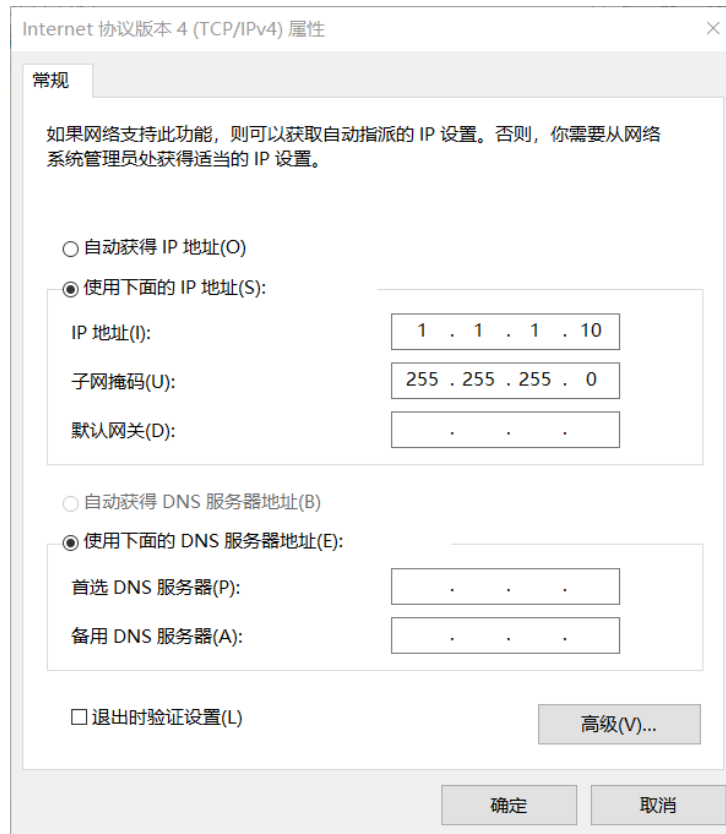 Internet 协议版本 4 (TCP/IPv4) 属性
常规
如果网络支持此功能，则可以获取自动指派的 IP 设置。否则，你需要从网络
系统管理员处获得适当的 IP 设置。
自动获得 IP 地址(O)
使用下面的 IP 地址(S):
IP 地址(I): 1 . 1 . 1 . 10
子网掩码(U): 255 . 255 . 255 . 0
默认网关(D): . . .
自动获得 DNS 服务器地址(B)
使用下面的 DNS 服务器地址(E):
首选 DNS 服务器(P): . . .
备用 DNS 服务器(A): . . .
退出时验证设置(L)
高级(V)...
确定 取消